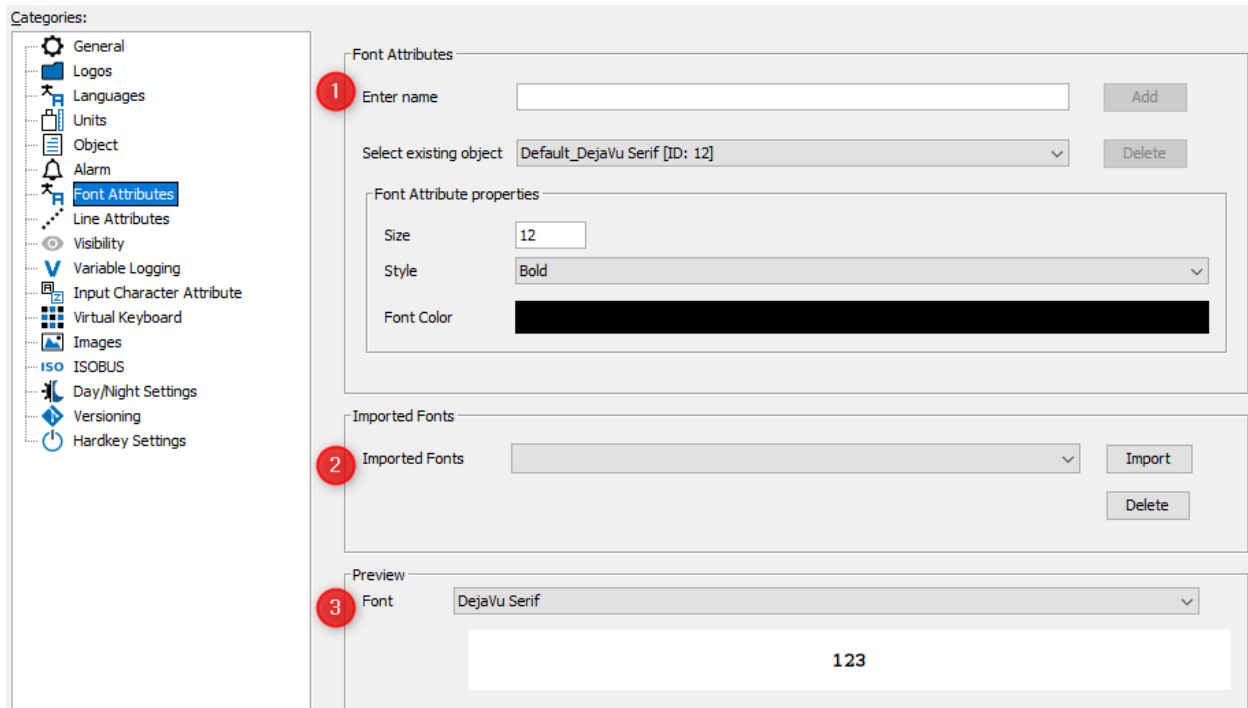 Categories:
General
Logos
Languages
Units
Object
Alarm
Font Attributes
Line Attributes
Visibility
Variable Logging
Input Character Attribute
Virtual Keyboard
Images
ISO ISOBUS
Day/Night Settings
Versioning
Hardkey Settings
Font Attributes
1 Enter name Add
Select existing object Default_DejaVu Serif [ID: 12] Delete
Font Attribute properties
Size 12
Style Bold
Font Color
Imported Fonts
2 Imported Fonts Import
Delete
Preview
3 Font DejaVu Serif
123